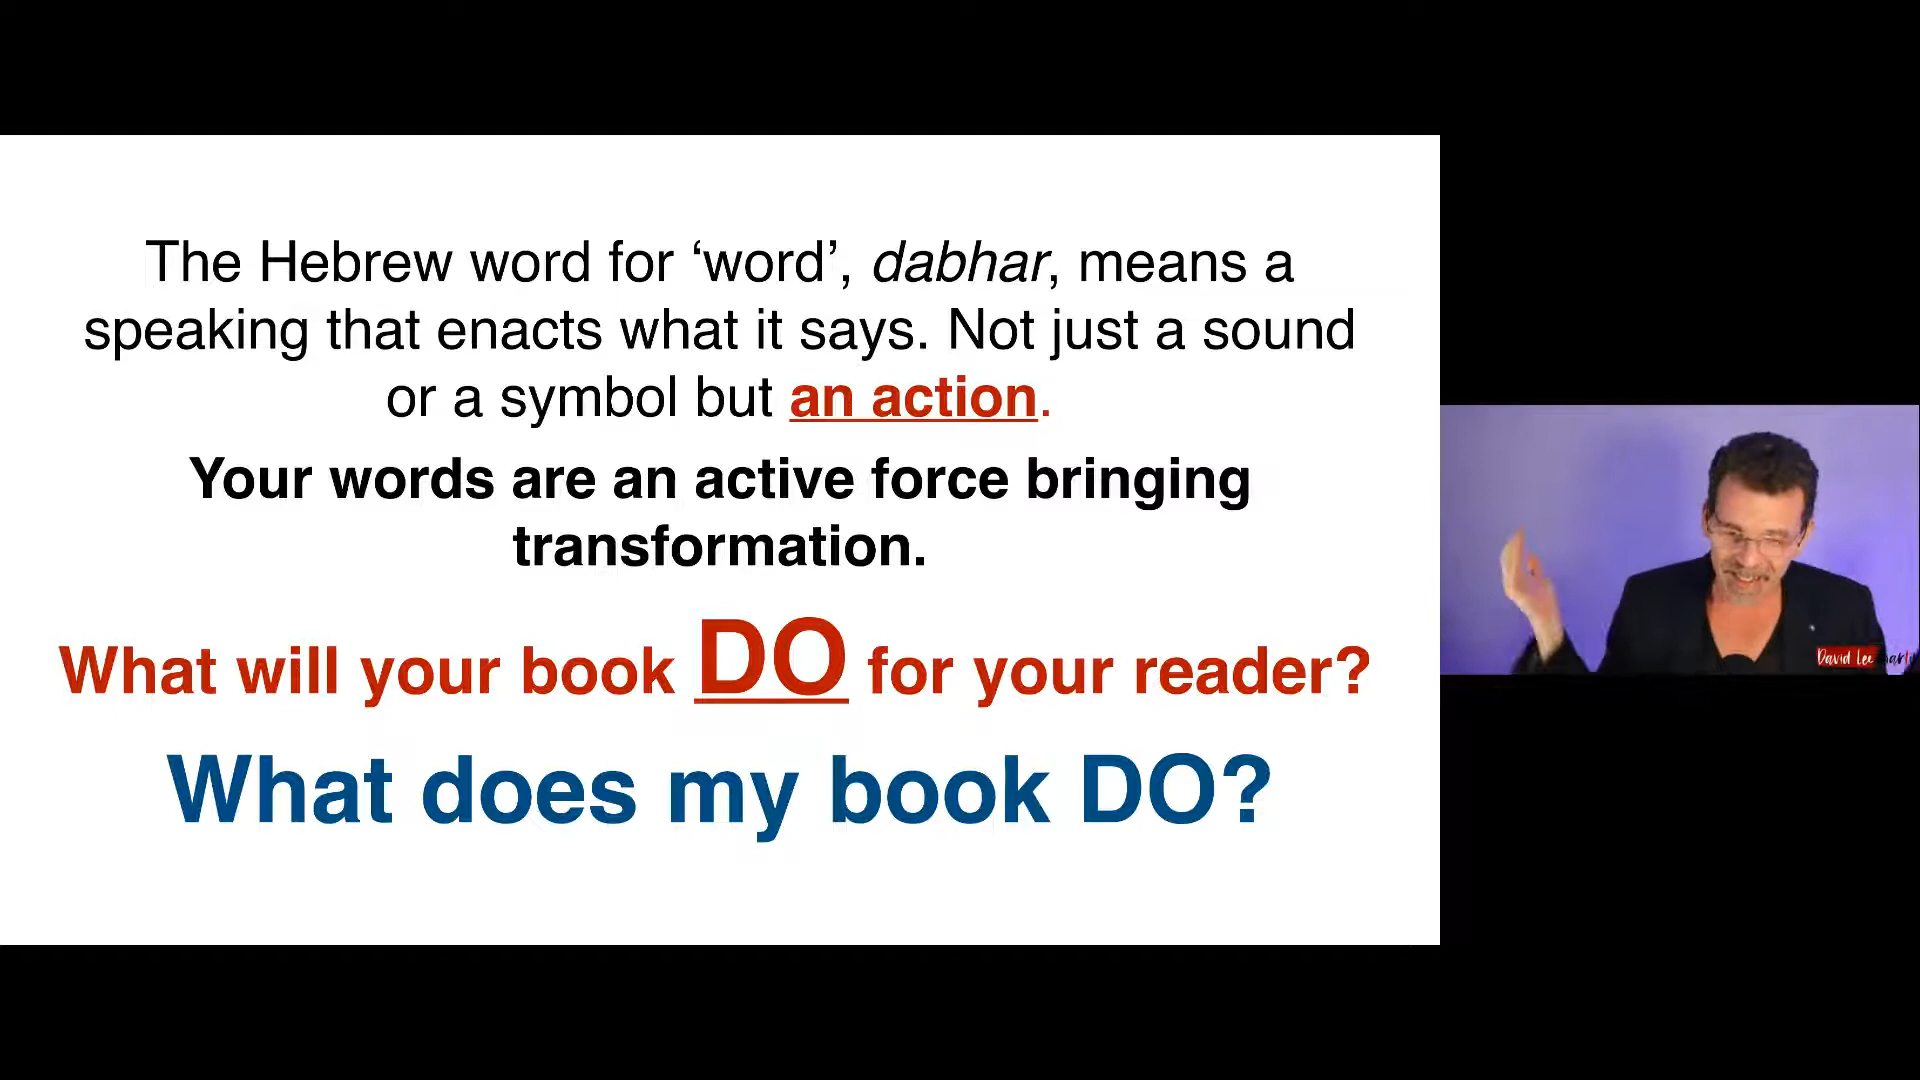 The Hebrew word for ‘word’, dabhar, means a
speaking that enacts what it says. Not just a sound
or a symbol but an action.
Your words are an active force bringing
transformation.
What will your book DO for your reader?
What does my book DO?
David Lee